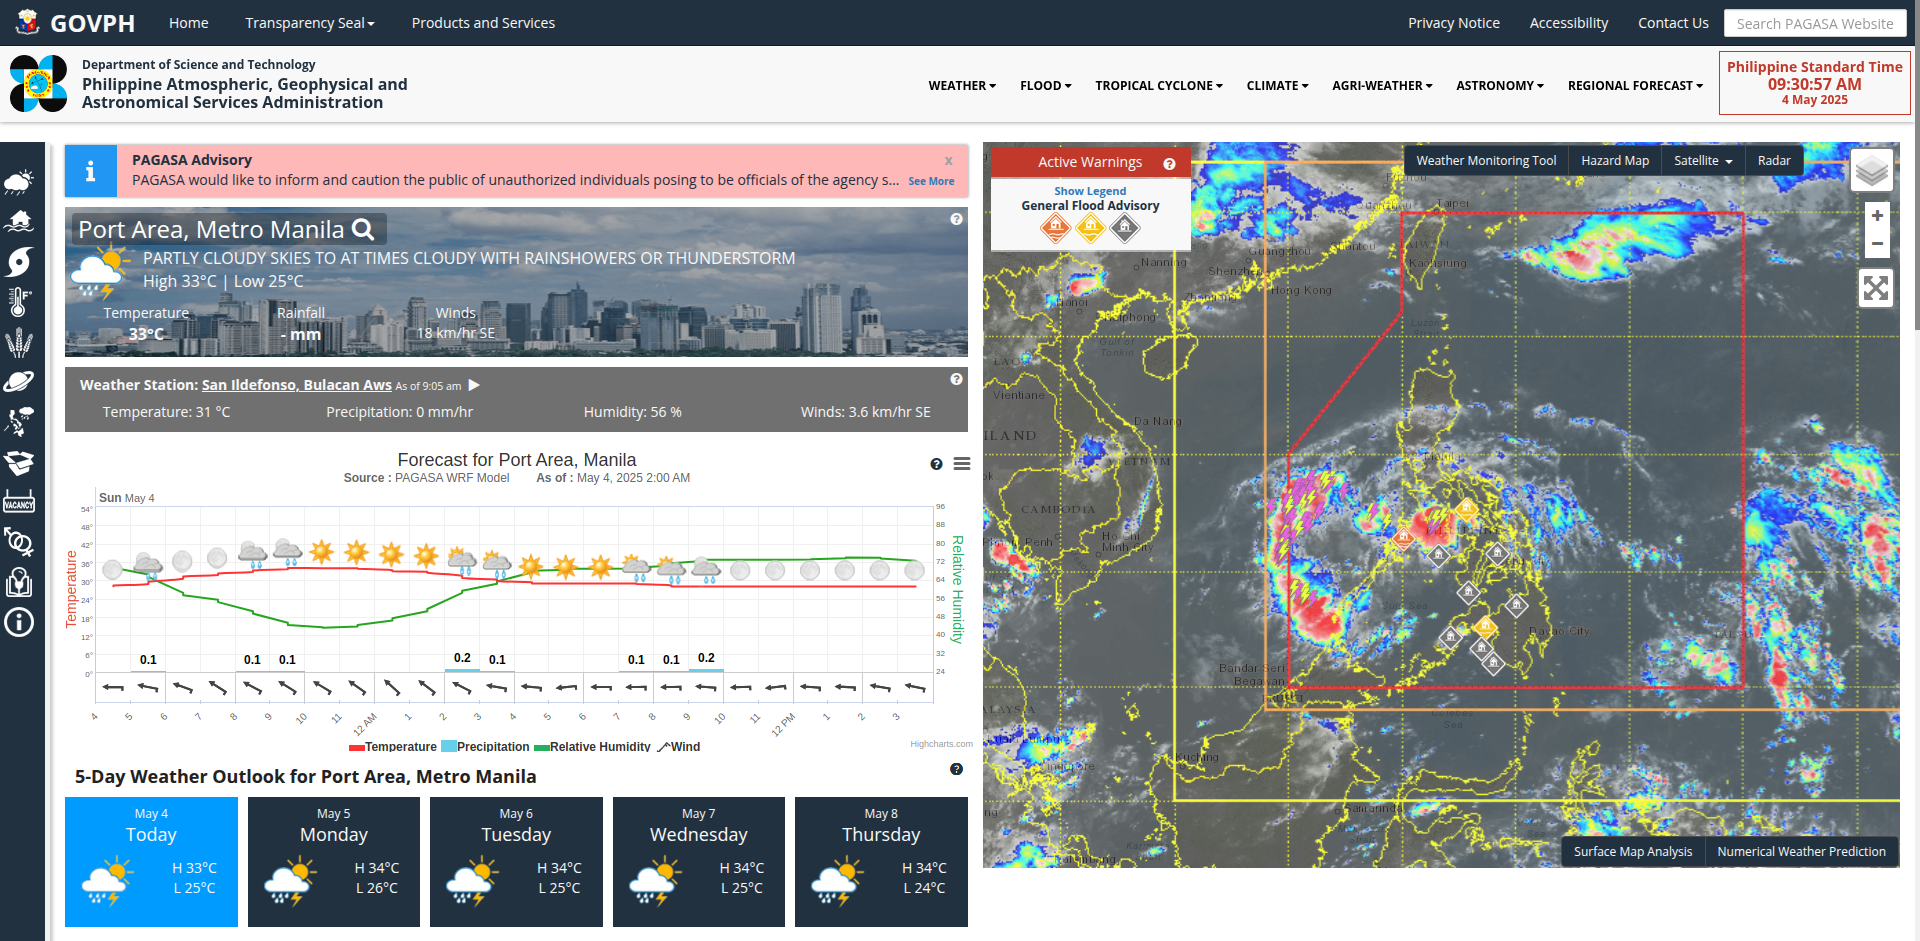 GOVPH
Home
Transparency Seal
Products and Services
Privacy Notice
Accessibility
Contact Us
Search PAGASA Website
Department of Science and Technology
Philippine Atmospheric, Geophysical and
Astronomical Services Administration
WEATHER
FLOOD
TROPICAL CYCLONE
CLIMATE
AGRI-WEATHER
ASTRONOMY
REGIONAL FORECAST
Philippine Standard Time
09:30:57 AM
4 May 2025
VACANCY
PAGASA Advisory
x
PAGASA would like to inform and caution the public of unauthorized individuals posing to be officials of the agency s... See More
Port Area, Metro Manila
PARTLY CLOUDY SKIES TO AT TIMES CLOUDY WITH RAINSHOWERS OR THUNDERSTORM
High 33°C | Low 25°C
Temperature
33°C
Rainfall
- mm
Winds
18 km/hr SE
Weather Station: San Ildefonso, Bulacan Aws As of 9:05 am
Temperature: 31 °C
Precipitation: 0 mm/hr
Humidity: 56 %
Winds: 3.6 km/hr SE
Forecast for Port Area, Manila
Source : PAGASA WRF Model As of : May 4, 2025 2:00 AM
Sun May 4
Temperature
54°
48°
42°
36°
30°
24°
18°
12°
6°
0°
Relative Humidity
96
88
80
72
64
56
48
40
32
24
0.1
0.1
0.1
0.2
0.1
0.1
0.1
0.2
4 5 6 7 8 9 10 11 12 AM 1 2 3 4 5 6 7 8 9 10 11 12 PM 1 2 3
Temperature Precipitation Relative Humidity Wind
Highcharts.com
5-Day Weather Outlook for Port Area, Metro Manila
May 4
Today
H 33°C
L 25°C
May 5
Monday
H 34°C
L 26°C
May 6
Tuesday
H 34°C
L 25°C
May 7
Wednesday
H 34°C
L 25°C
May 8
Thursday
H 34°C
L 24°C
Active Warnings
Show Legend
General Flood Advisory
Weather Monitoring Tool
Hazard Map
Satellite
Radar
+
−
Taipei
Guangzhou
Nanning
Shenzhen
Kaohsiung
Hong Kong
Hanoi
Gulf of
Tonkin
Vientiane
Da Nang
CAMBODIA
Ho Chi
Minh City
Davao City
Bandar Seri
Begawan
Celebes
Sea
Kuching
Singapore
Samarinda
Surface Map Analysis
Numerical Weather Prediction